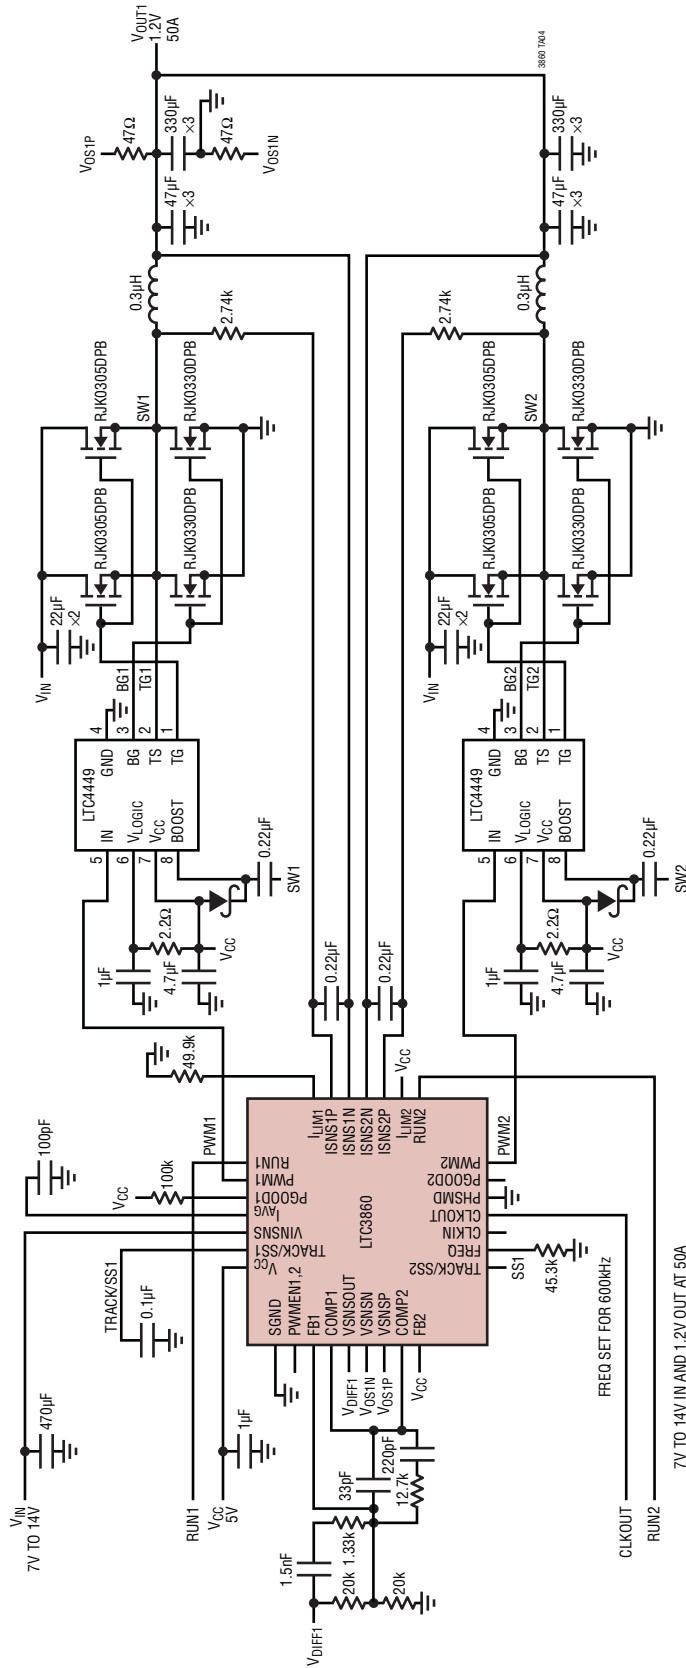 VIN
7V TO 14V
470µF
RUN1
VCC
5V
1µF
TRACK/SS1
0.1µF
VCC
100k
100pF
PWM1
49.9k
VDIFF1
1.5nF
20k
1.33k
20k
33pF
220pF
12.7k
VCC
VINSNS
TRACK/SS1
IAVG
PGOOD1
PWM1
RUN1
SGND
PWMEN1,2
FB1
COMP1
VSNSOUT
VSNSN
VSNSP
COMP2
FB2
VDIFF1
VOS1N
VOS1P
VCC
LTC3860
ILIM1
ISNS1P
ISNS1N
ISNS2N
ISNS2P
ILIM2
RUN2
VCC
TRACK/SS2
FREQ
CLKIN
CLKOUT
PHSMD
PGOOD2
PWM2
SS1
45.3k
PWM2
FREQ SET FOR 600kHz
CLKOUT
RUN2
7V TO 14V IN AND 1.2V OUT AT 50A
0.22µF
0.22µF
1µF
4.7µF
2.2Ω
VCC
0.22µF
SW1
LTC4449
5
IN
6
VLOGIC
7
VCC
8
BOOST
GND
4
BG
3
TS
2
TG
1
BG1
TG1
VIN
22µF
×2
RJK0305DPB
RJK0305DPB
RJK0330DPB
RJK0330DPB
SW1
0.3µH
2.74k
47µF
×3
330µF
×3
VOS1P
47Ω
47Ω
VOS1N
VOUT1
1.2V
50A
1µF
4.7µF
2.2Ω
VCC
0.22µF
SW2
LTC4449
5
IN
6
VLOGIC
7
VCC
8
BOOST
GND
4
BG
3
TS
2
TG
1
BG2
TG2
VIN
22µF
×2
RJK0305DPB
RJK0305DPB
RJK0330DPB
RJK0330DPB
SW2
0.3µH
2.74k
47µF
×3
330µF
×3
3860 TA04